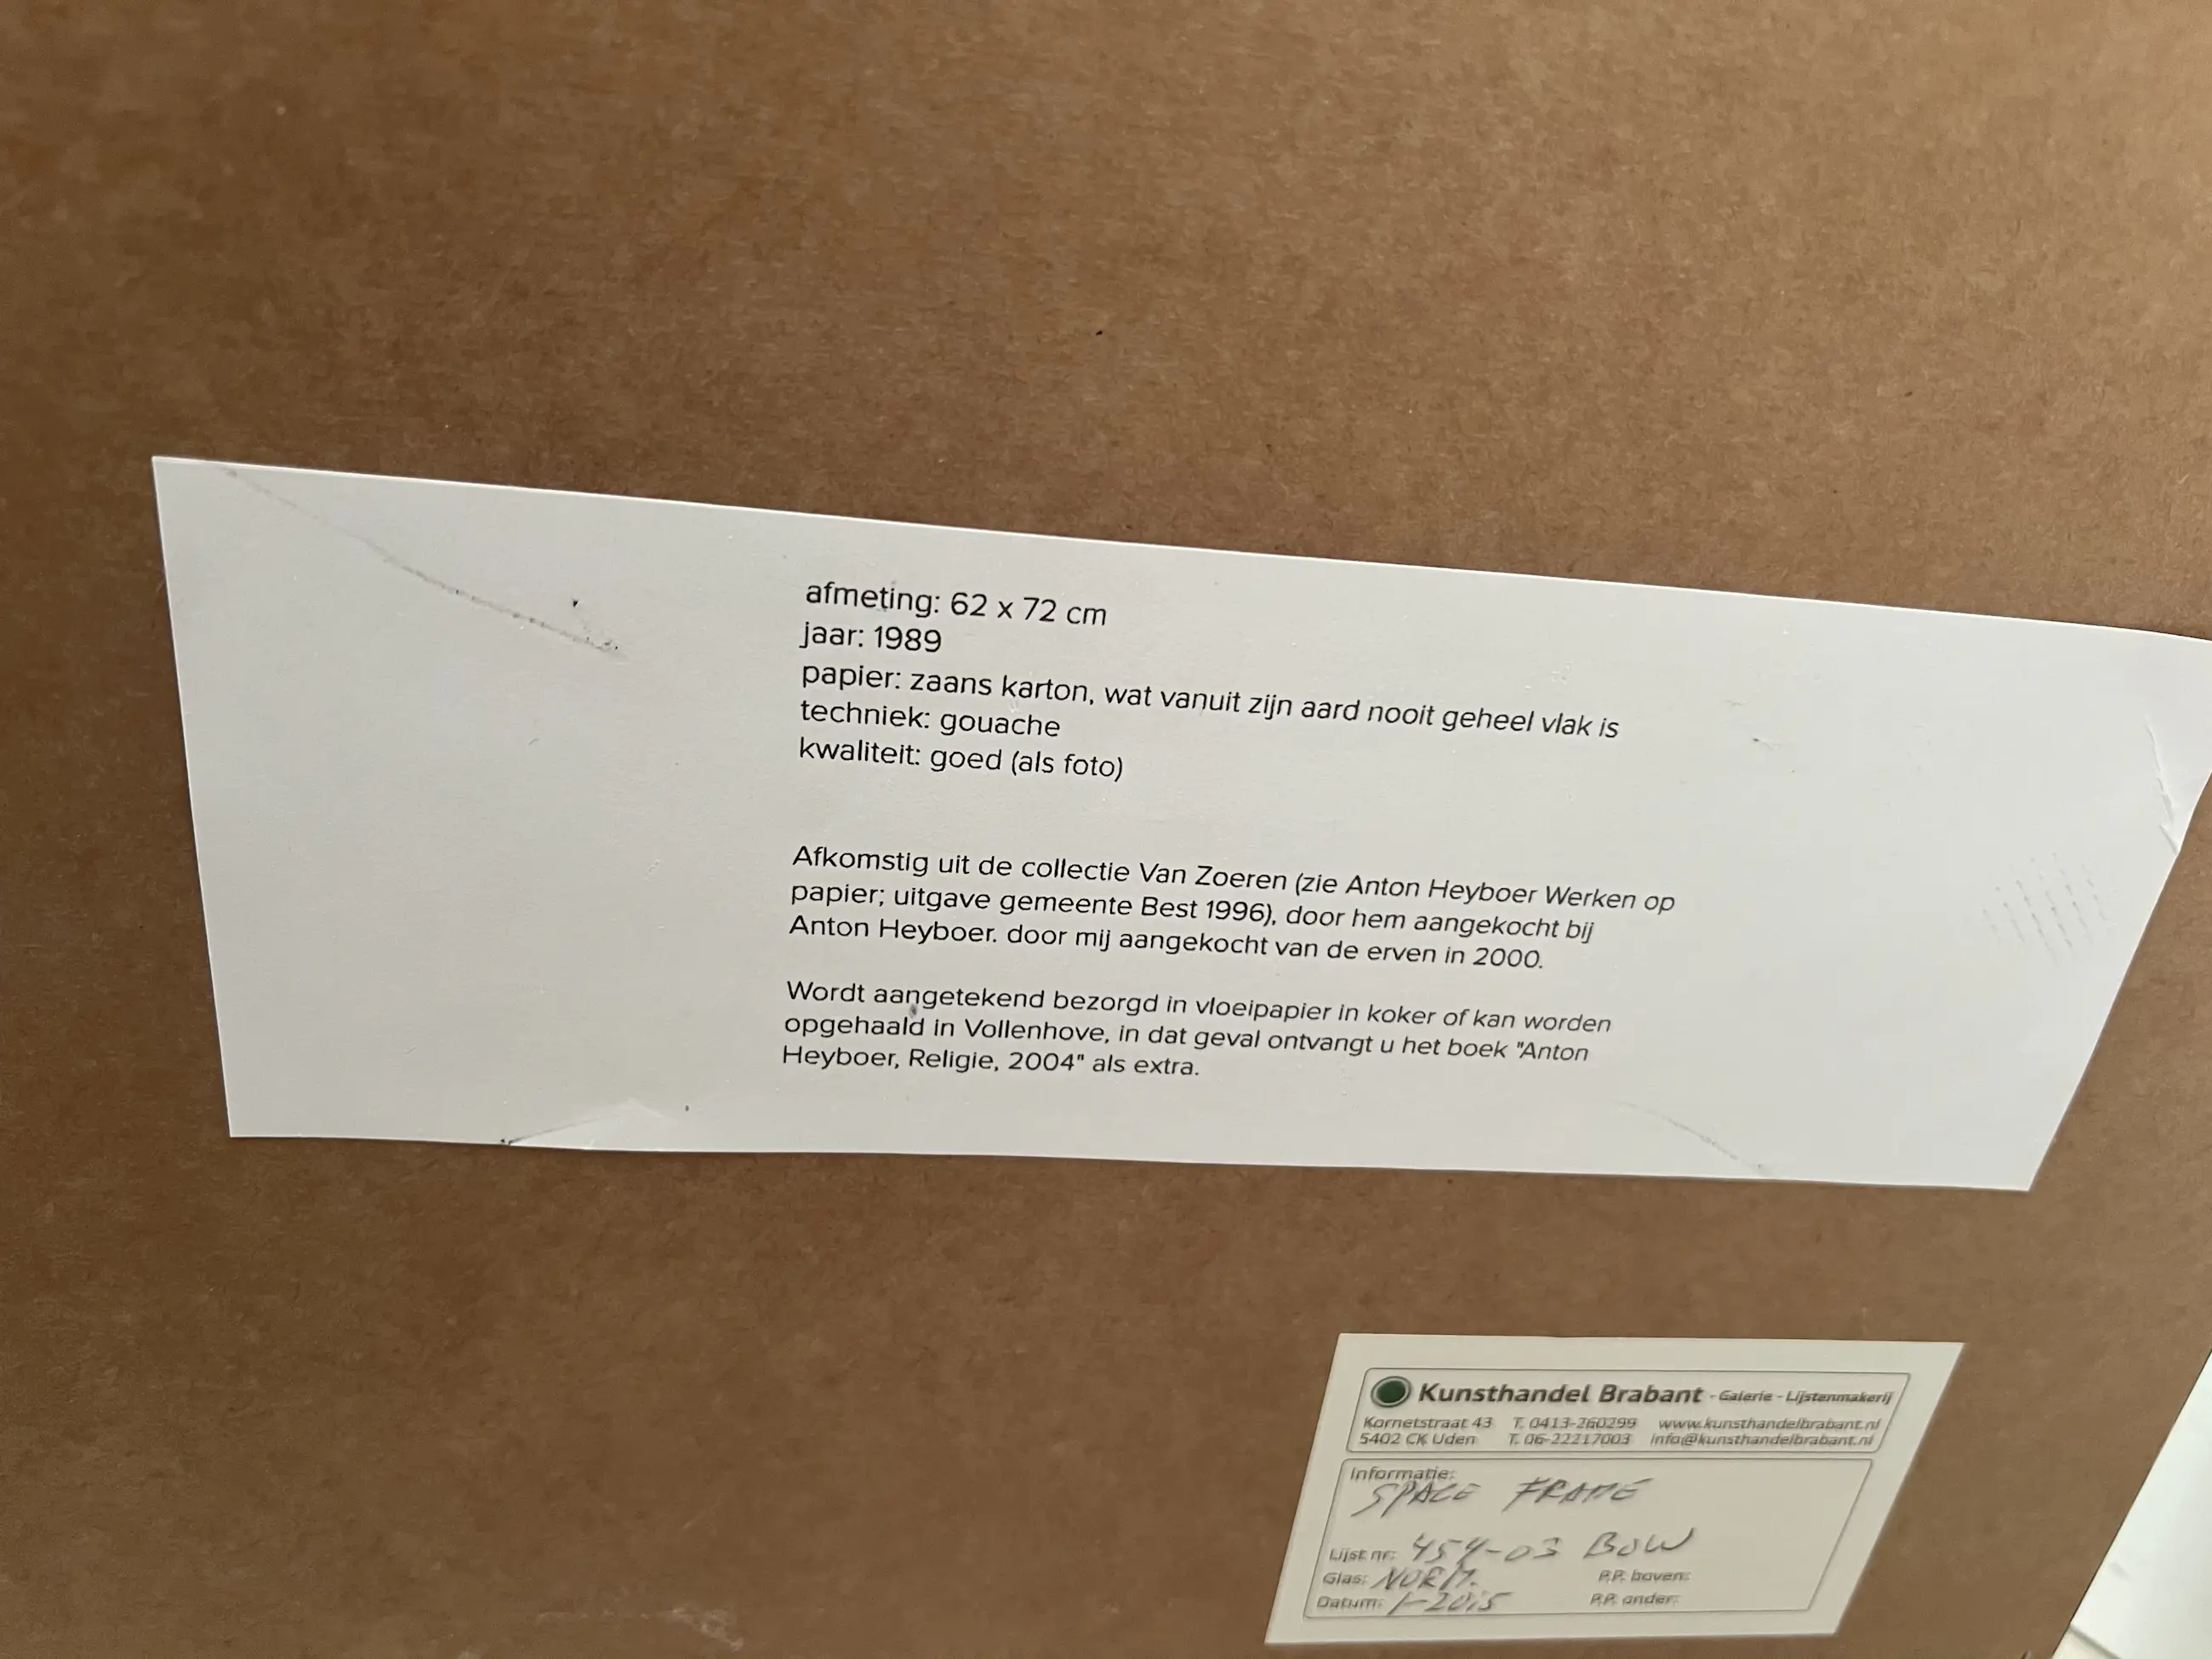 afmeting: 62 x 72 cm
jaar: 1989
papier: zaans karton, wat vanuit zijn aard nooit geheel vlak is
techniek: gouache
kwaliteit: goed (als foto)
Afkomstig uit de collectie Van Zoeren (zie Anton Heyboer Werken op
papier; uitgave gemeente Best 1996), door hem aangekocht bij
Anton Heyboer. door mij aangekocht van de erven in 2000.
Wordt aangetekend bezorgd in vloeipapier in koker of kan worden
opgehaald in Vollenhove, in dat geval ontvangt u het boek "Anton
Heyboer, Religie, 2004" als extra.
Kunsthandel Brabant - Galerie - Lijstenmakerij
Kornetstraat 43 T. 0413-260299 www.kunsthandelbrabant.nl
5402 CK Uden T. 06-22217003 info@kunsthandelbrabant.nl
Informatie:
SPACE FRAME
Lijst nr: 454-03 BOW
Glas: NORM. P.P. boven:
Datum: 1-2015 P.P. onder: